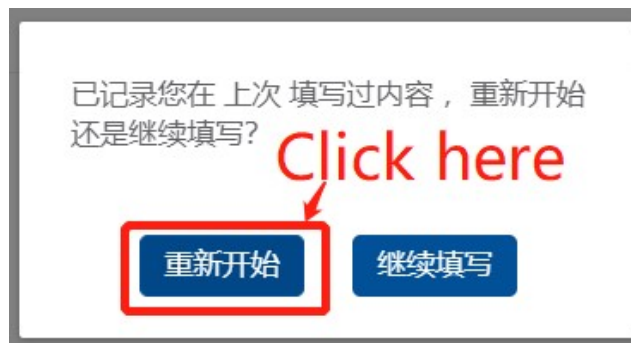 已记录您在 上次 填写过内容 ，重新开始
还是继续填写?
Click here
重新开始
继续填写